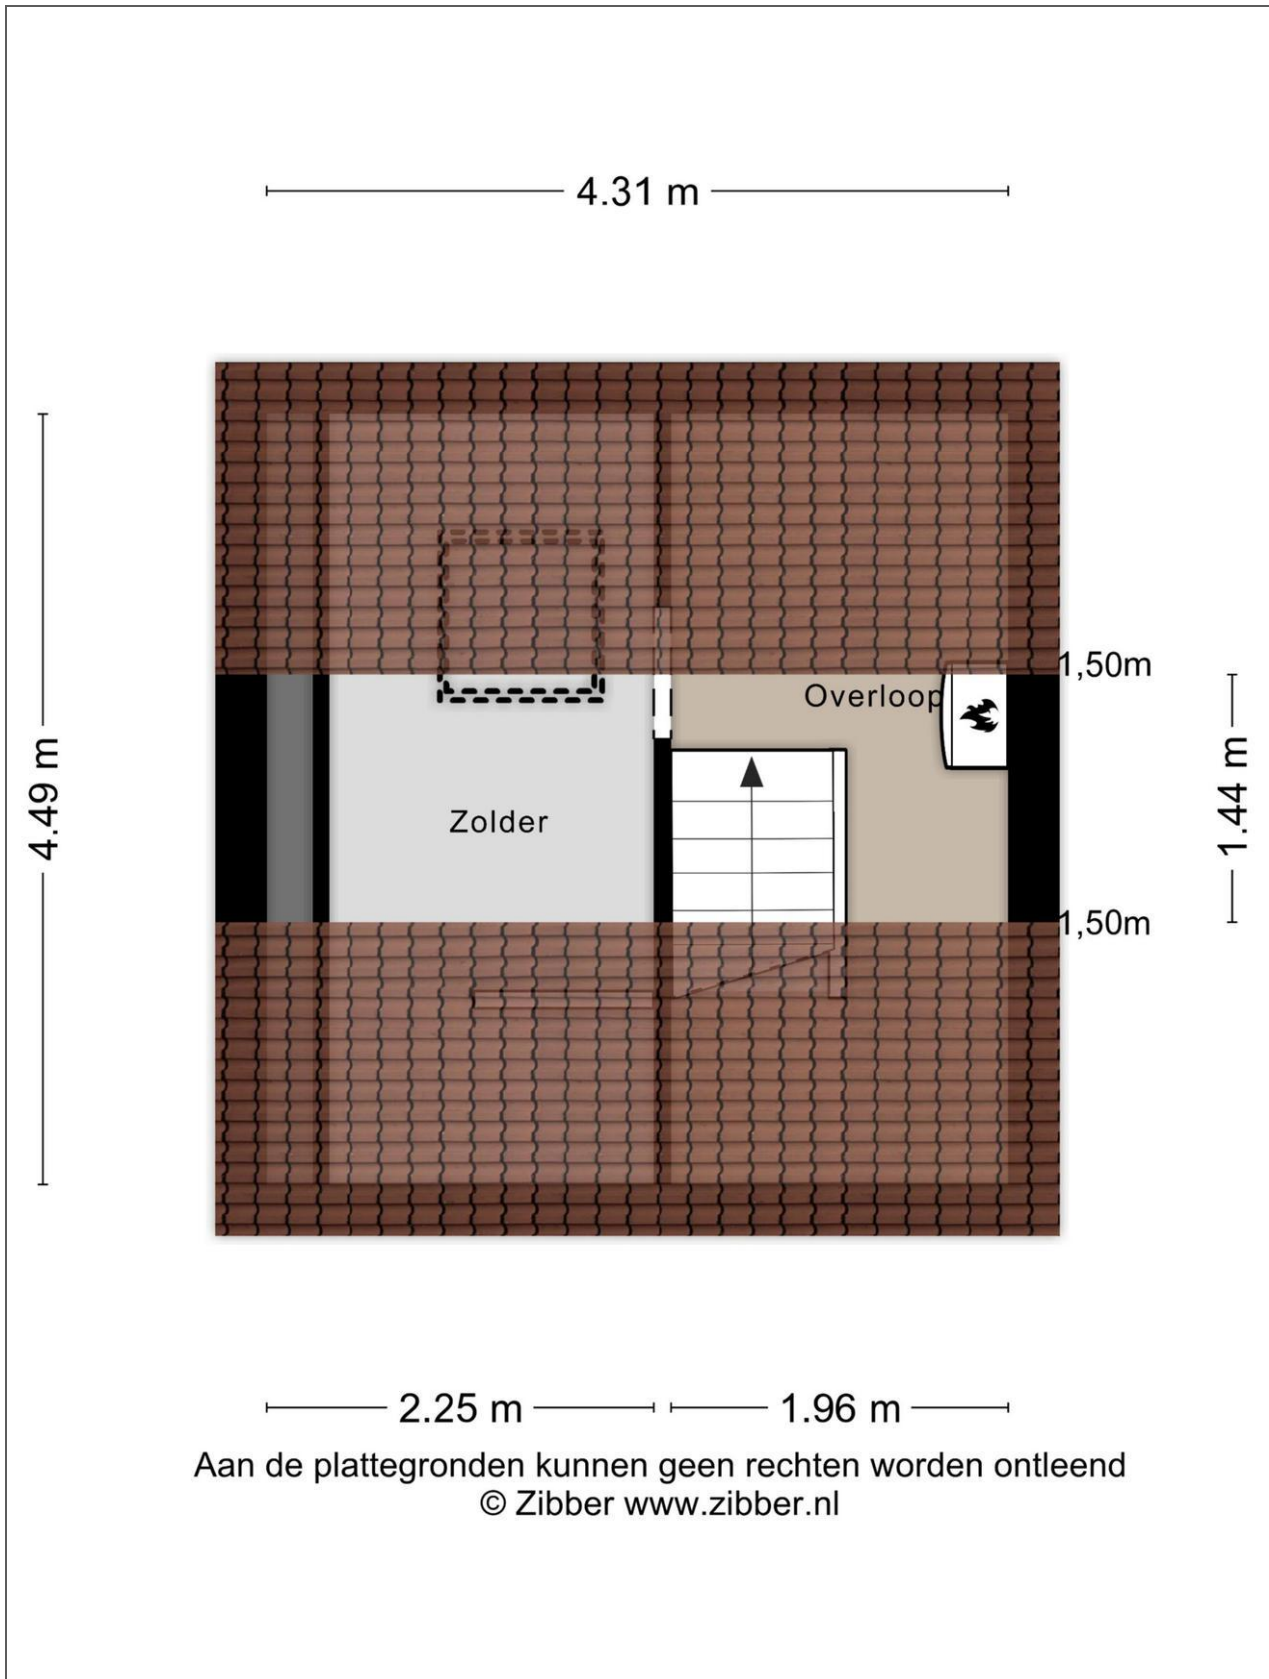 4.31 m
1,50m
Overloop
4.49 m
1.44 m
Zolder
1,50m
2.25 m
1.96 m
Aan de plattegronden kunnen geen rechten worden ontleend
© Zibber www.zibber.nl